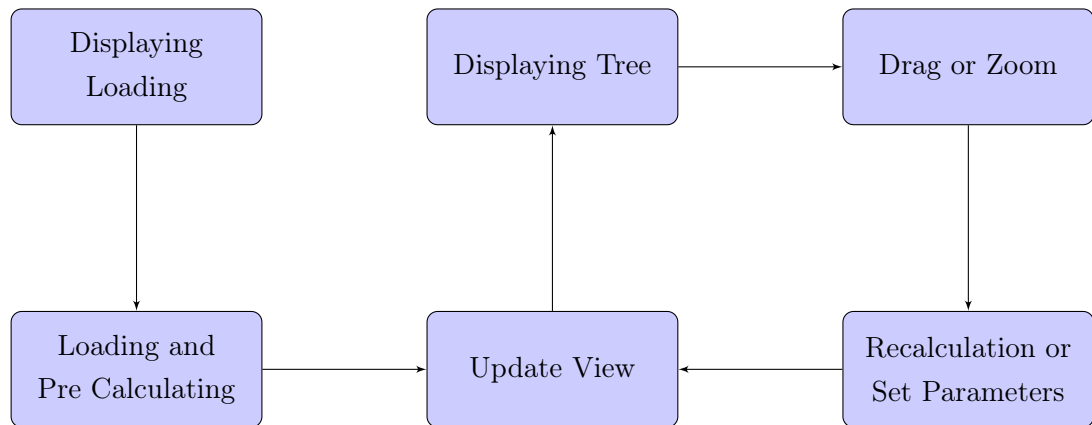 Displaying
Loading
Displaying Tree
Drag or Zoom
Loading and
Pre Calculating
Update View
Recalculation or
Set Parameters